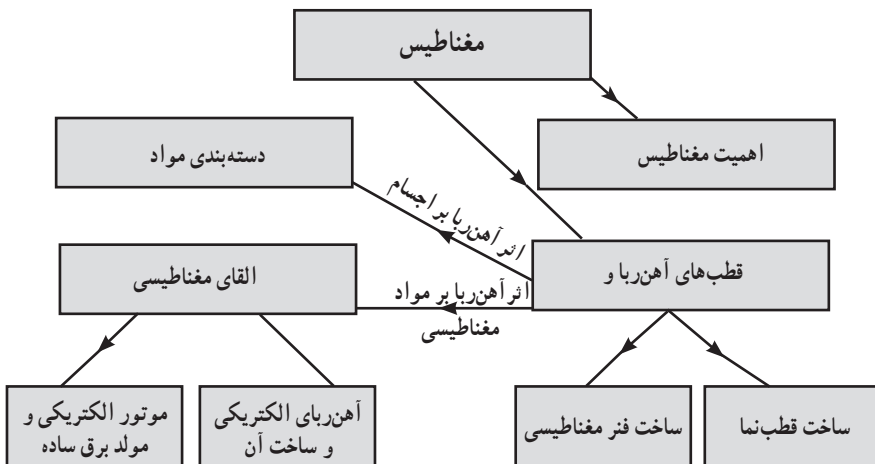 مغناطیس
اهمیت مغناطیس
دسته‌بندی مواد
اثر آهن‌ربا بر اجسام
قطب‌های آهن‌ربا و
القای مغناطیسی
اثر آهن‌ربا بر مواد
مغناطیسی
ساخت قطب‌نما
ساخت فنر مغناطیسی
آهن‌ربای الکتریکی
و ساخت آن
موتور الکتریکی و
مولد برق ساده